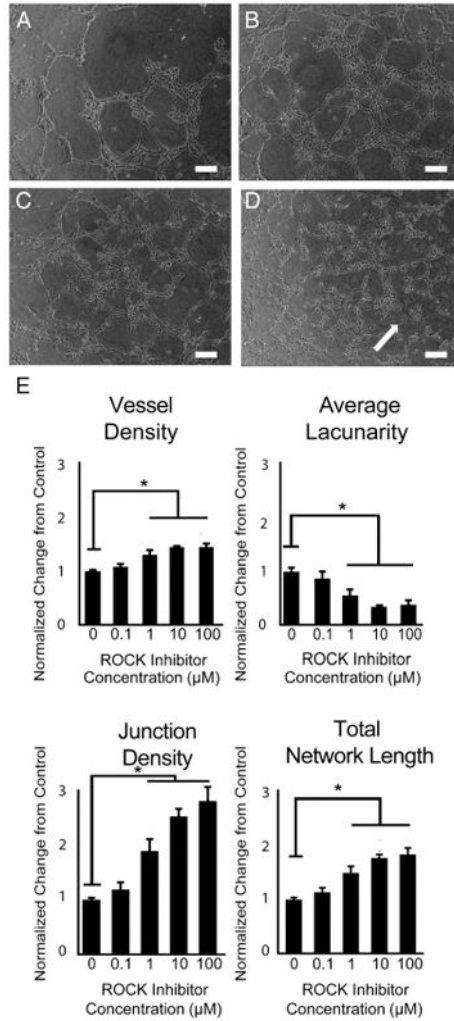 A
B
C
D
E
Vessel
Density
Normalized Change from Control
3
2
1
0
*
0 0.1 1 10 100
ROCK Inhibitor
Concentration (μM)
Average
Lacunarity
Normalized Change from Control
3
2
1
0
*
0 0.1 1 10 100
ROCK Inhibitor
Concentration (μM)
Junction
Density
Normalized Change from Control
3
2
1
0
*
0 0.1 1 10 100
ROCK Inhibitor
Concentration (μM)
Total
Network Length
Normalized Change from Control
3
2
1
0
*
0 0.1 1 10 100
ROCK Inhibitor
Concentration (μM)